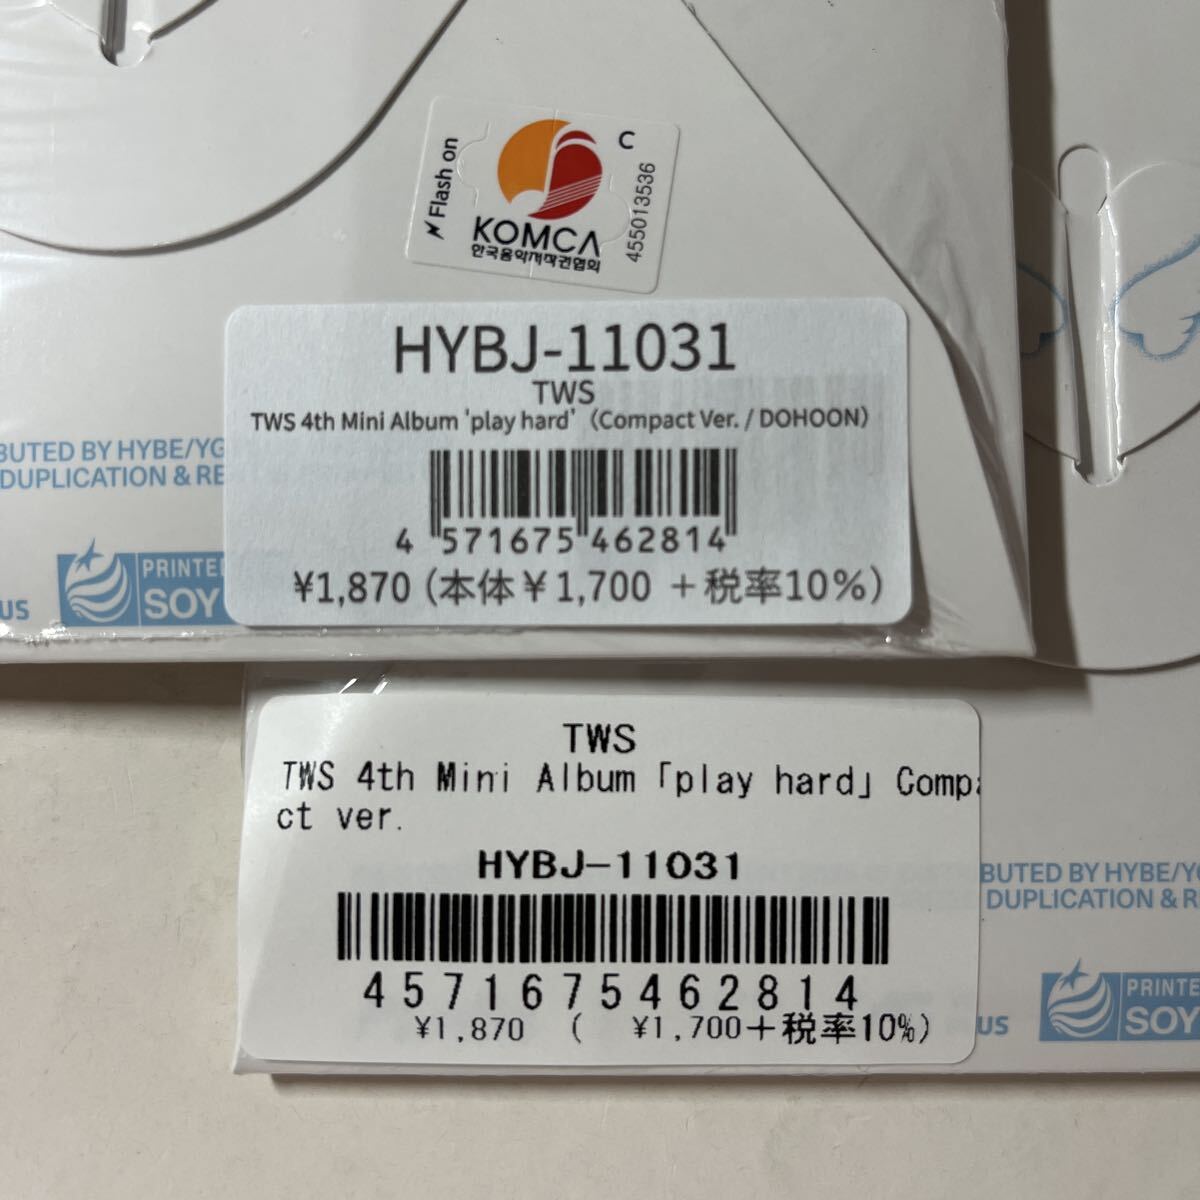 Flash on
C
455013536
KOMCA
한국음악저작권협회
HYBJ-11031
TWS
TWS 4th Mini Album 'play hard'（Compact Ver. / DOHOON）
BUTED BY HYBE/YG
DUPLICATION & RE
4 571675 462814
¥1,870 (本体￥1,700 +税率10%)
US
PRINTE
SOY
TWS
TWS 4th Mini Album「play hard」Compa
ct ver.
HYBJ-11031
4571675462814
¥1,870 ( ¥1,700+税率10%)
BUTED BY HYBE/YG
DUPLICATION & R
US
PRINTE
SOY